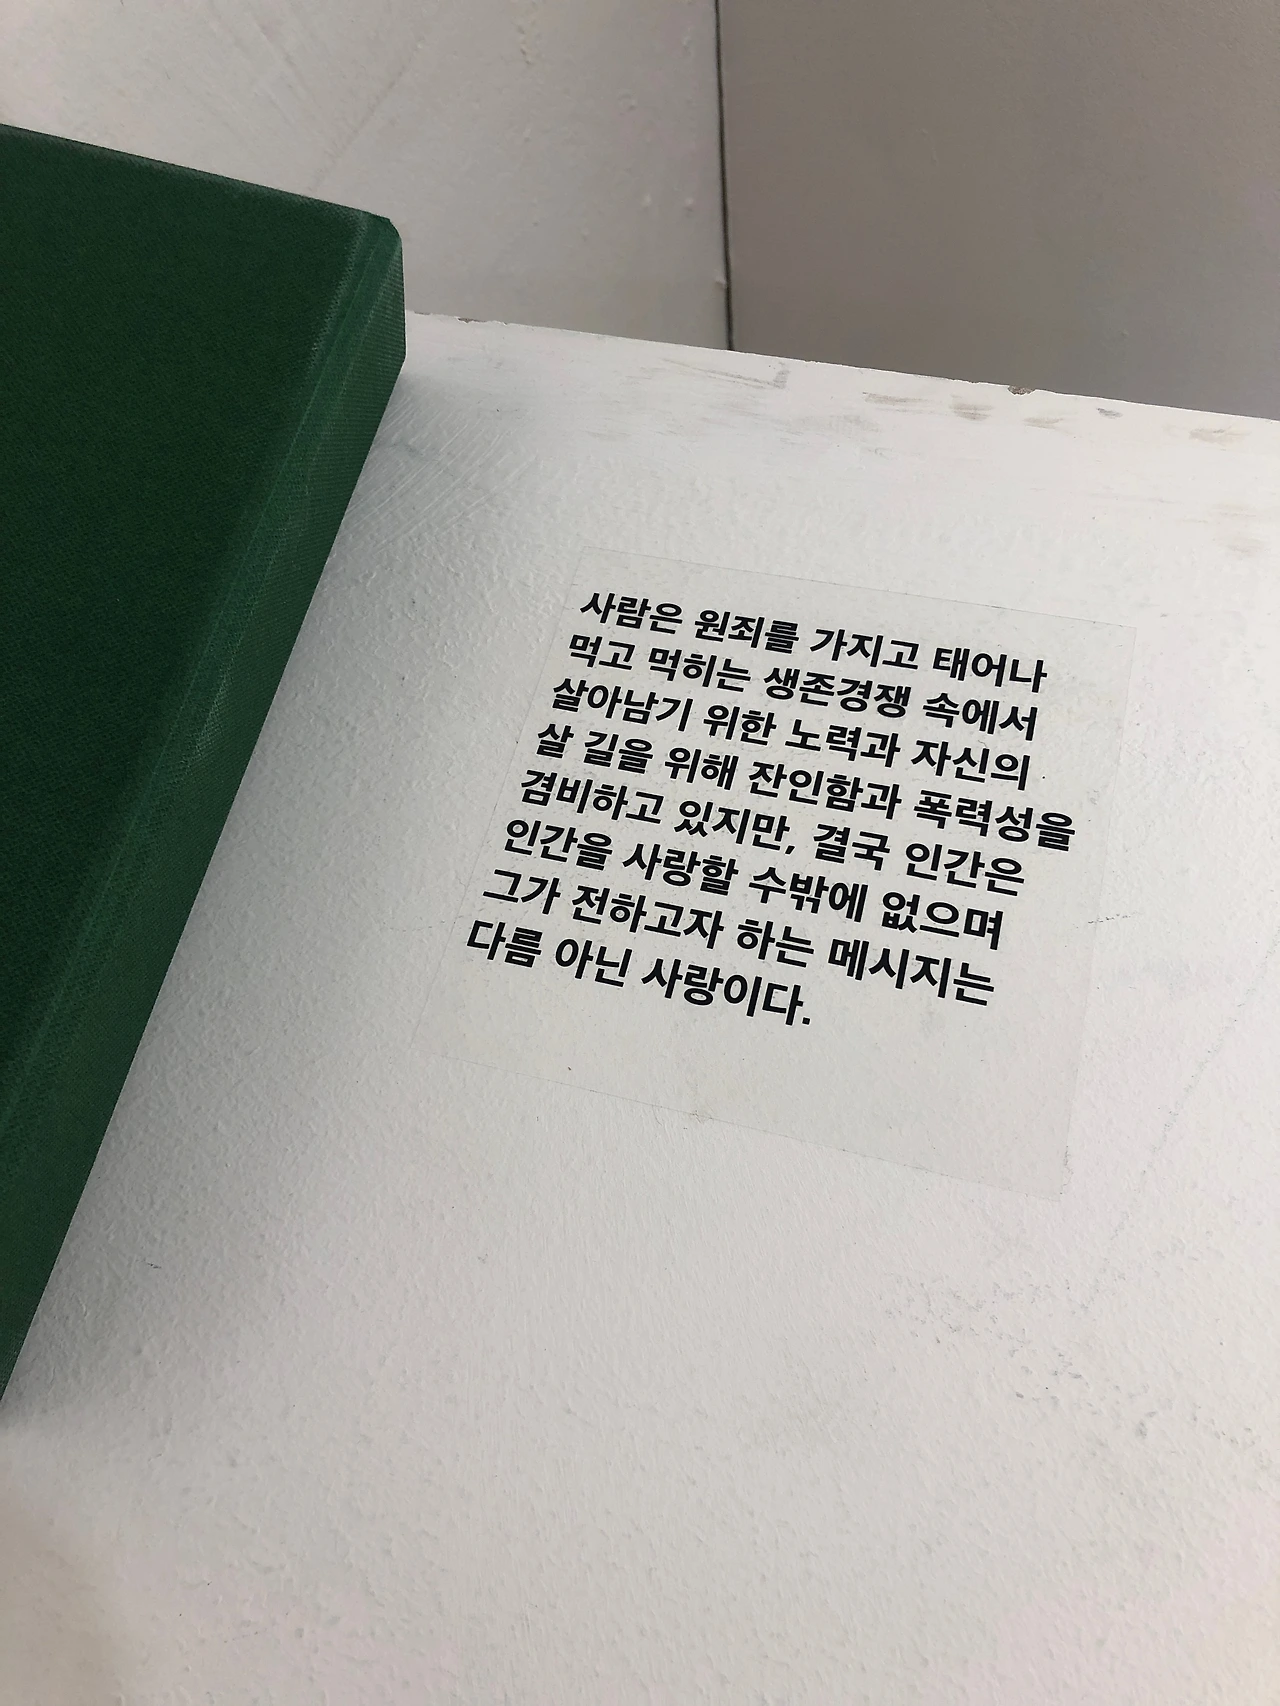 사람은 원죄를 가지고 태어나
먹고 먹히는 생존경쟁 속에서
살아남기 위한 노력과 자신의
살 길을 위해 잔인함과 폭력성을
겸비하고 있지만, 결국 인간은
인간을 사랑할 수밖에 없으며
그가 전하고자 하는 메시지는
다름 아닌 사랑이다.